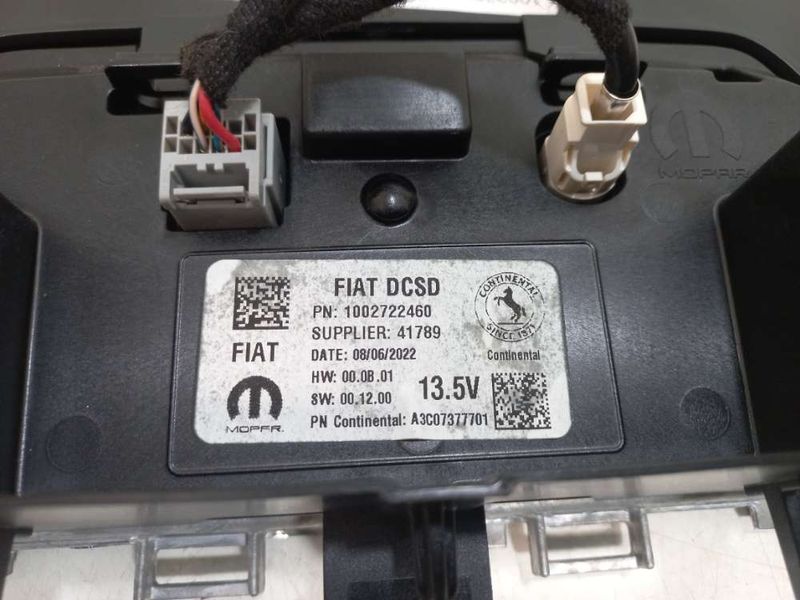 MOPAR
FIAT DCSD
PN: 1002722460
SUPPLIER: 41789
DATE: 08/06/2022
HW: 00.0B.01
SW: 00.12.00
13.5V
PN Continental: A3C07377701
FIAT
MOPAR
CONTINENTAL
SINCE 1871
Continental